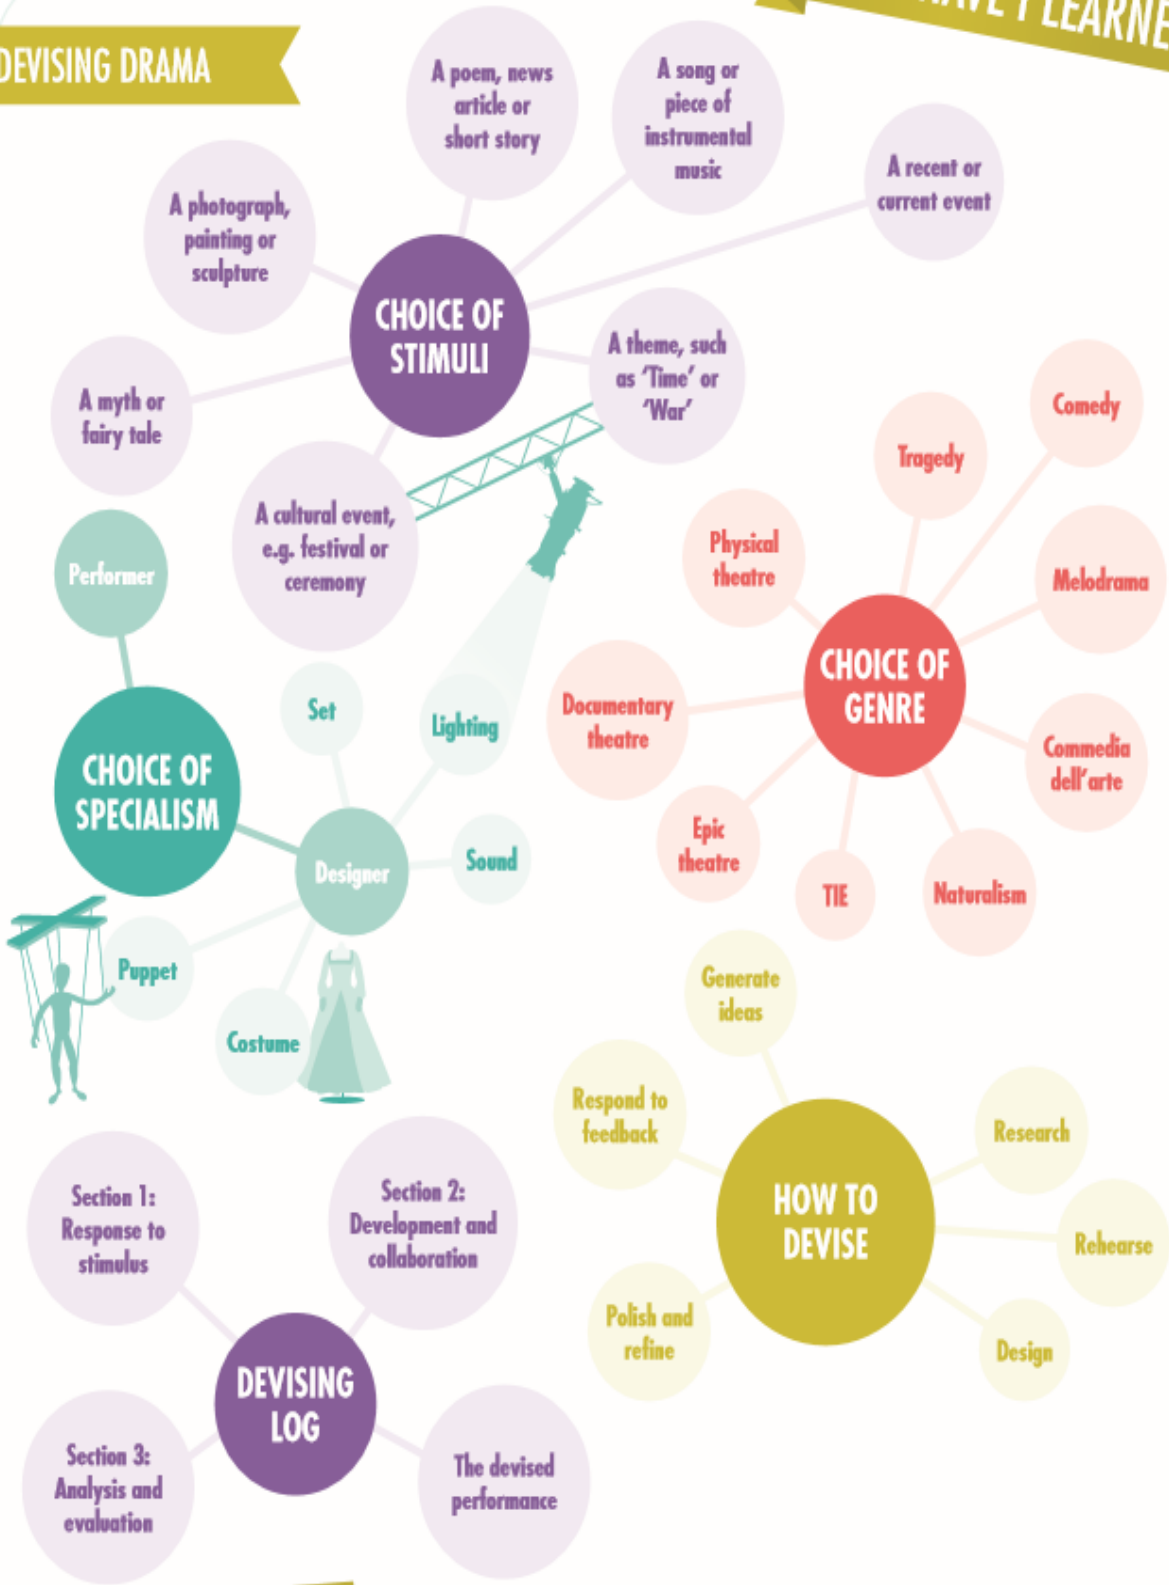 DEVISING DRAMA
I LEARNE
A poem, news
article or
short story
A song or
piece of
instrumental
music
A recent or
current event
A photograph,
painting or
sculpture
CHOICE OF
STIMULI
A theme, such
as ‘Time’ or
‘War’
A myth or
fairy tale
A cultural event,
e.g. festival or
ceremony
Comedy
Tragedy
Physical
theatre
Melodrama
CHOICE OF
GENRE
Documentary
theatre
Commedia
dell’arte
Epic
theatre
TIE
Naturalism
Performer
CHOICE OF
SPECIALISM
Set
Lighting
Designer
Sound
Puppet
Costume
Generate
ideas
Respond to
feedback
Research
HOW TO
DEVISE
Rehearse
Polish and
refine
Design
Section 1:
Response to
stimulus
Section 2:
Development and
collaboration
DEVISING
LOG
Section 3:
Analysis and
evaluation
The devised
performance